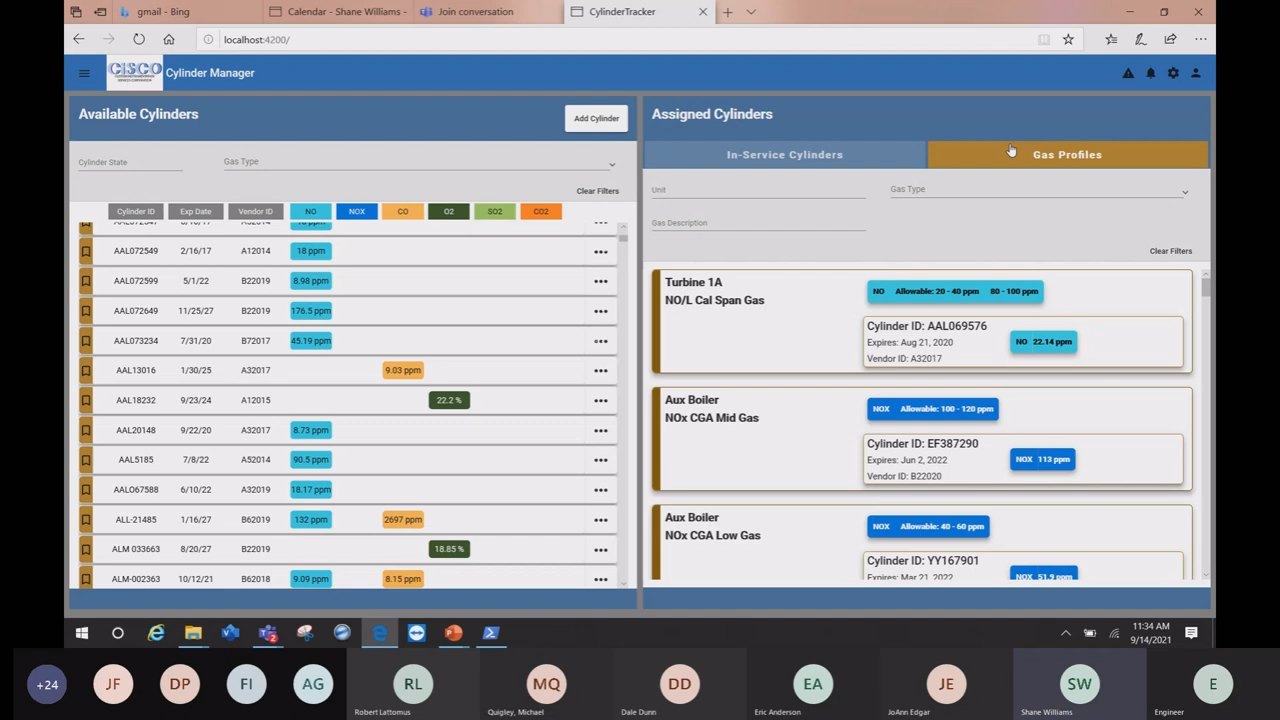 gmail - Bing
Calendar - Shane Williams -
Join conversation
CylinderTracker
localhost:4200/
CISCO
Cylinder Manager
Available Cylinders
Add Cylinder
Cylinder State
Gas Type
Clear Filters
Cylinder ID Exp Date Vendor ID NO NOX CO O2 SO2 CO2
AAL072549 2/16/17 A12014 18 ppm
AAL072599 5/1/22 B22019 8.98 ppm
AAL072649 11/25/27 B22019 176.5 ppm
AAL073234 7/31/20 B72017 45.19 ppm
AAL13016 1/30/25 A32017 9.03 ppm
AAL18232 9/23/24 A12015 22.2 %
AAL20148 9/22/20 A32017 8.73 ppm
AAL5185 7/8/22 A52014 90.5 ppm
AALO67588 6/10/22 A32019 18.17 ppm
ALL-21485 1/16/27 B62019 132 ppm 2697 ppm
ALM 033663 8/20/27 B22019 18.85 %
ALM-002363 10/12/21 B62018 9.09 ppm 8.15 ppm
Assigned Cylinders
In-Service Cylinders
Gas Profiles
Unit
Gas Type
Gas Description
Clear Filters
Turbine 1A
NO/L Cal Span Gas
NO Allowable: 20 - 40 ppm 80 - 100 ppm
Cylinder ID: AAL069576
Expires: Aug 21, 2020
Vendor ID: A32017
NO 22.14 ppm
Aux Boiler
NOx CGA Mid Gas
NOX Allowable: 100 - 120 ppm
Cylinder ID: EF387290
Expires: Jun 2, 2022
Vendor ID: B22020
NOX 113 ppm
Aux Boiler
NOx CGA Low Gas
NOX Allowable: 40 - 60 ppm
Cylinder ID: YY167901
Expires: Mar 21, 2022
NOX 51.9 ppm
11:34 AM
9/14/2021
+24
JF
DP
FI
AG
RL
Robert Lattomus
MQ
Quigley, Michael
DD
Dale Dunn
EA
Eric Anderson
JE
JoAnn Edgar
SW
Shane Williams
E
Engineer